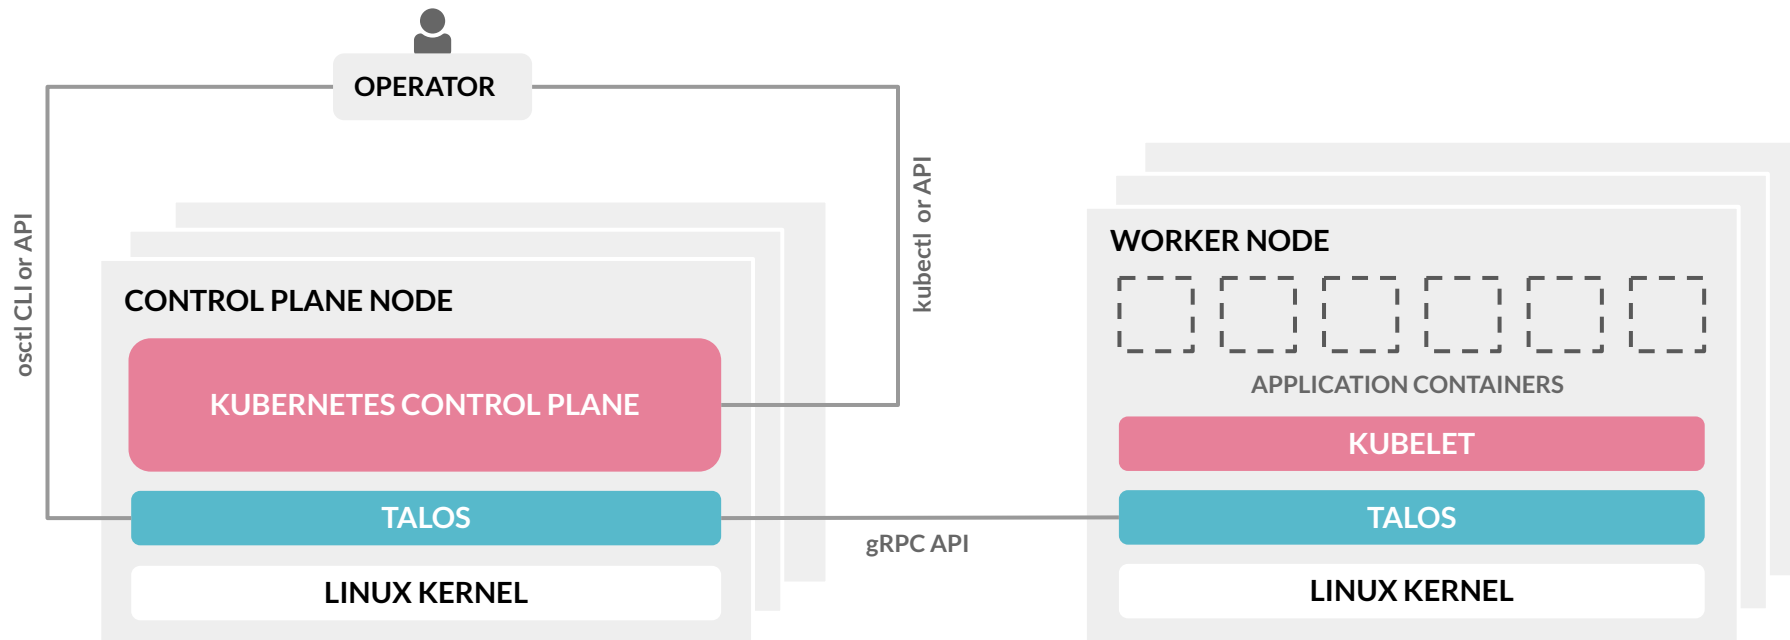 OPERATOR
osctl CLI or API
kubectl or API
CONTROL PLANE NODE
KUBERNETES CONTROL PLANE
TALOS
LINUX KERNEL
gRPC API
WORKER NODE
APPLICATION CONTAINERS
KUBELET
TALOS
LINUX KERNEL